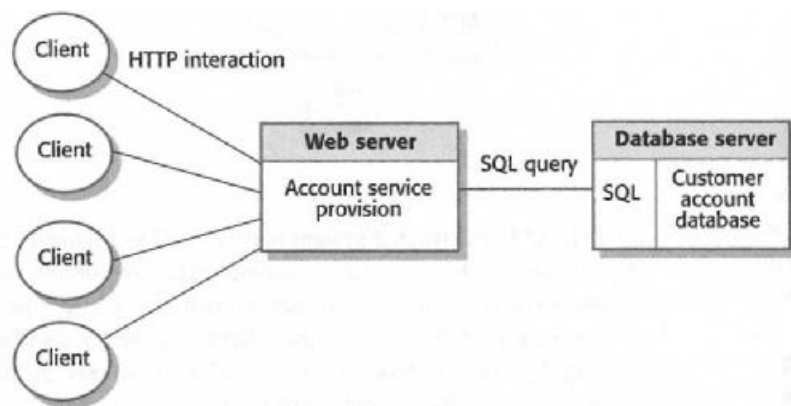 Client
HTTP interaction
Client
Client
Client
Web server
Account service
provision
SQL query
Database server
SQL
Customer
account
database